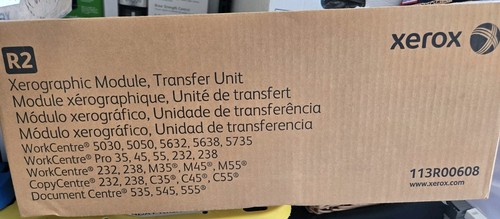 xerox
R2
Xerographic Module, Transfer Unit
Module xérographique, Unité de transfert
Módulo xerográfico, Unidade de transferência
Módulo xerográfico, Unidad de transferencia
WorkCentre® 5030, 5050, 5632, 5638, 5735
WorkCentre® Pro 35, 45, 55, 232, 238
WorkCentre® 232, 238, M35®, M45®, M55®
CopyCentre® 232, 238, C35®, C45®, C55®
Document Centre® 535, 545, 555®
113R00608
www.xerox.com